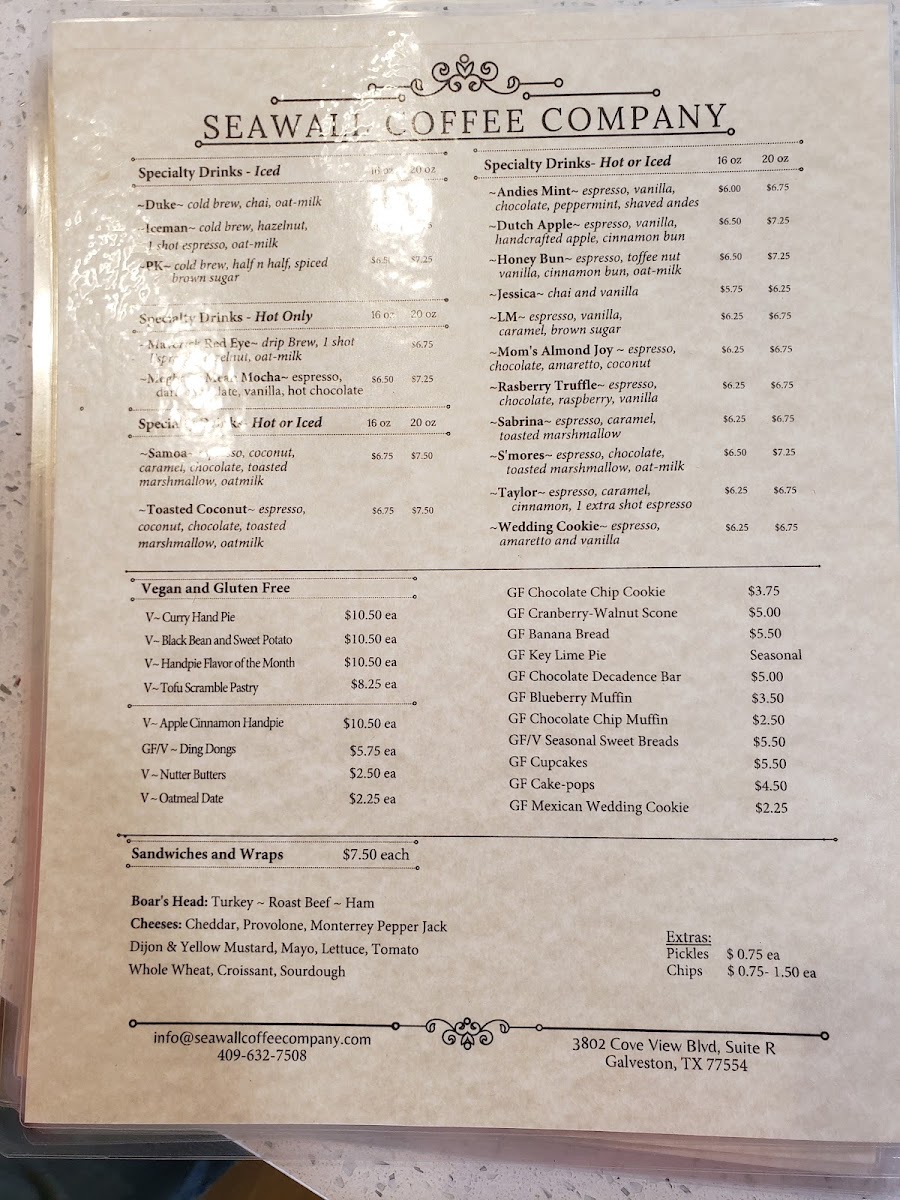 SEAWALL COFFEE COMPANY
Specialty Drinks - Iced 16 oz 20 oz
~Duke~ cold brew, chai, oat-milk
~Iceman~ cold brew, hazelnut,
1 shot espresso, oat-milk
~PK~ cold brew, half n half, spiced $6.50 $7.25
brown sugar
Specialty Drinks - Hot Only 16 oz 20 oz
Red Eye~ drip Brew, 1 shot $6.75
oat-milk
Mocha~ espresso, $6.50 $7.25
vanilla, hot chocolate
Hot or Iced 16 oz 20 oz
~Samoa~ coconut, $6.75 $7.50
caramel, chocolate, toasted
marshmallow, oatmilk
~Toasted Coconut~ espresso, $6.75 $7.50
coconut, chocolate, toasted
marshmallow, oatmilk
Specialty Drinks- Hot or Iced 16 oz 20 oz
~Andies Mint~ espresso, vanilla, $6.00 $6.75
chocolate, peppermint, shaved andes
~Dutch Apple~ espresso, vanilla, $6.50 $7.25
handcrafted apple, cinnamon bun
~Honey Bun~ espresso, toffee nut $6.50 $7.25
vanilla, cinnamon bun, oat-milk
~Jessica~ chai and vanilla $5.75 $6.25
~LM~ espresso, vanilla, $6.25 $6.75
caramel, brown sugar
~Mom's Almond Joy ~ espresso, $6.25 $6.75
chocolate, amaretto, coconut
~Rasberry Truffle~ espresso, $6.25 $6.75
chocolate, raspberry, vanilla
~Sabrina~ espresso, caramel, $6.25 $6.75
toasted marshmallow
~S'mores~ espresso, chocolate, $6.50 $7.25
toasted marshmallow, oat-milk
~Taylor~ espresso, caramel, $6.25 $6.75
cinnamon, 1 extra shot espresso
~Wedding Cookie~ espresso, $6.25 $6.75
amaretto and vanilla
Vegan and Gluten Free
V~ Curry Hand Pie $10.50 ea
V~ Black Bean and Sweet Potato $10.50 ea
V~ Handpie Flavor of the Month $10.50 ea
V~ Tofu Scramble Pastry $8.25 ea
V~ Apple Cinnamon Handpie $10.50 ea
GF/V ~ Ding Dongs $5.75 ea
V ~ Nutter Butters $2.50 ea
V ~ Oatmeal Date $2.25 ea
GF Chocolate Chip Cookie $3.75
GF Cranberry-Walnut Scone $5.00
GF Banana Bread $5.50
GF Key Lime Pie Seasonal
GF Chocolate Decadence Bar $5.00
GF Blueberry Muffin $3.50
GF Chocolate Chip Muffin $2.50
GF/V Seasonal Sweet Breads $5.50
GF Cupcakes $5.50
GF Cake-pops $4.50
GF Mexican Wedding Cookie $2.25
Sandwiches and Wraps $7.50 each
Boar's Head: Turkey ~ Roast Beef ~ Ham
Cheeses: Cheddar, Provolone, Monterrey Pepper Jack
Dijon & Yellow Mustard, Mayo, Lettuce, Tomato
Whole Wheat, Croissant, Sourdough
Extras:
Pickles $ 0.75 ea
Chips $ 0.75- 1.50 ea
info@seawallcoffeecompany.com
409-632-7508
3802 Cove View Blvd, Suite R
Galveston, TX 77554